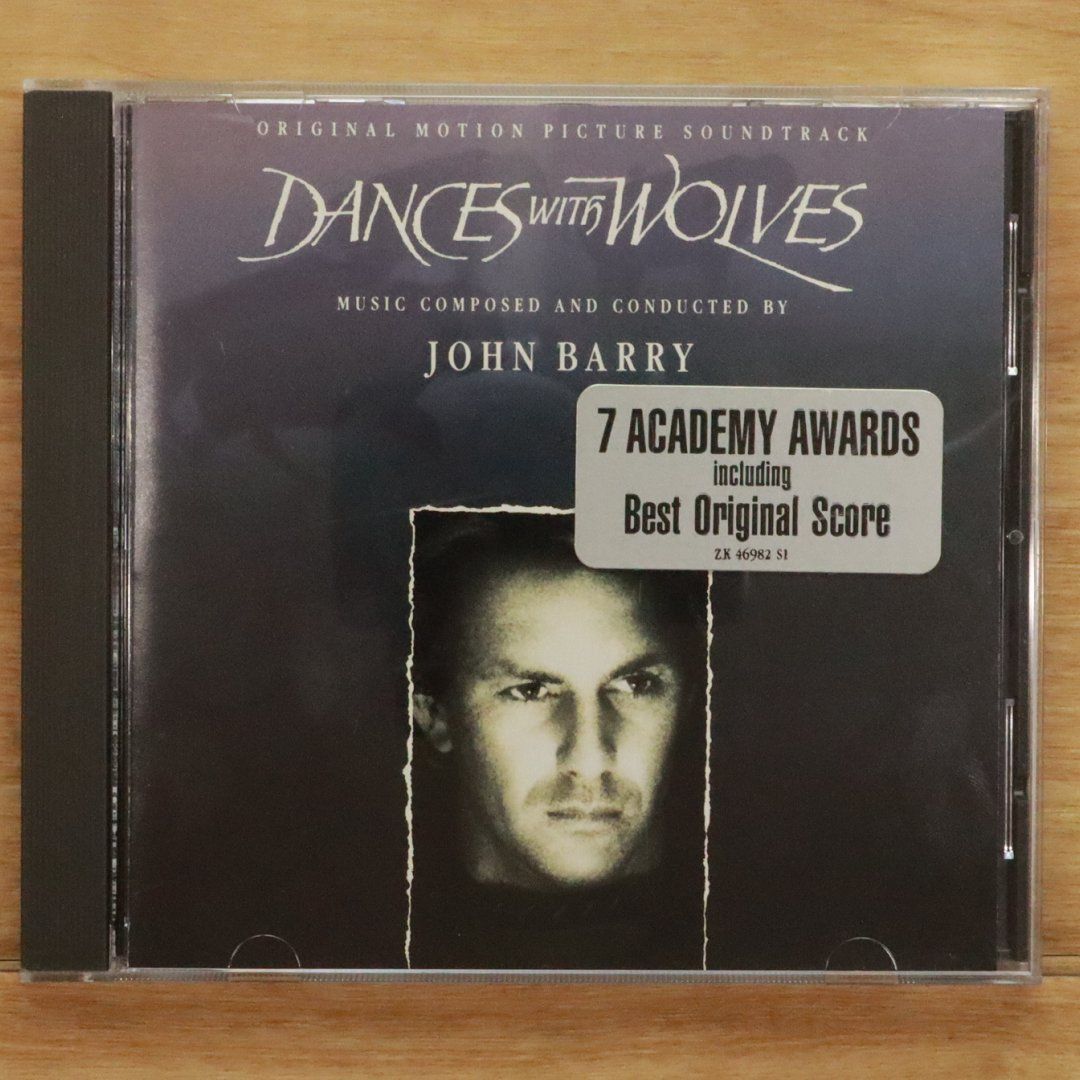 ORIGINAL MOTION PICTURE SOUNDTRACK
DANCES WITH WOLVES
MUSIC COMPOSED AND CONDUCTED BY
JOHN BARRY
7 ACADEMY AWARDS
including
Best Original Score
ZK 46982 S1